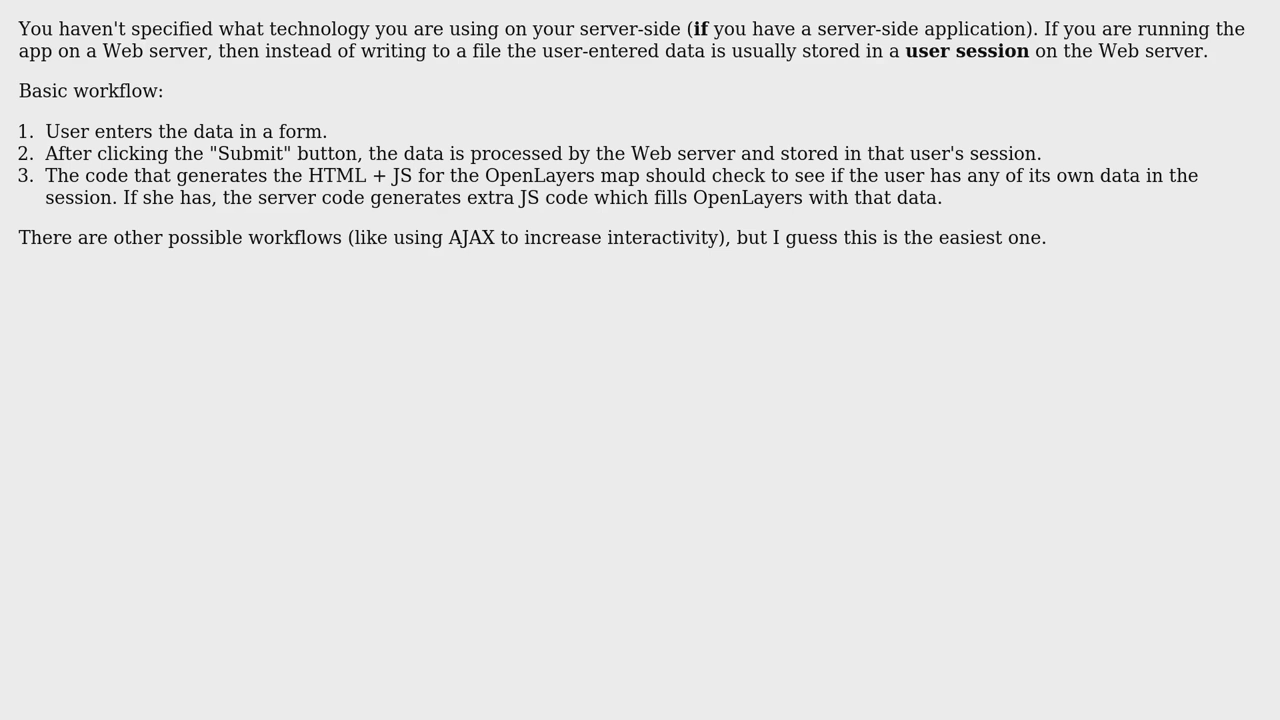 You haven't specified what technology you are using on your server-side (if you have a server-side application). If you are running the
app on a Web server, then instead of writing to a file the user-entered data is usually stored in a user session on the Web server.
Basic workflow:
1. User enters the data in a form.
2. After clicking the "Submit" button, the data is processed by the Web server and stored in that user's session.
3. The code that generates the HTML + JS for the OpenLayers map should check to see if the user has any of its own data in the
session. If she has, the server code generates extra JS code which fills OpenLayers with that data.
There are other possible workflows (like using AJAX to increase interactivity), but I guess this is the easiest one.